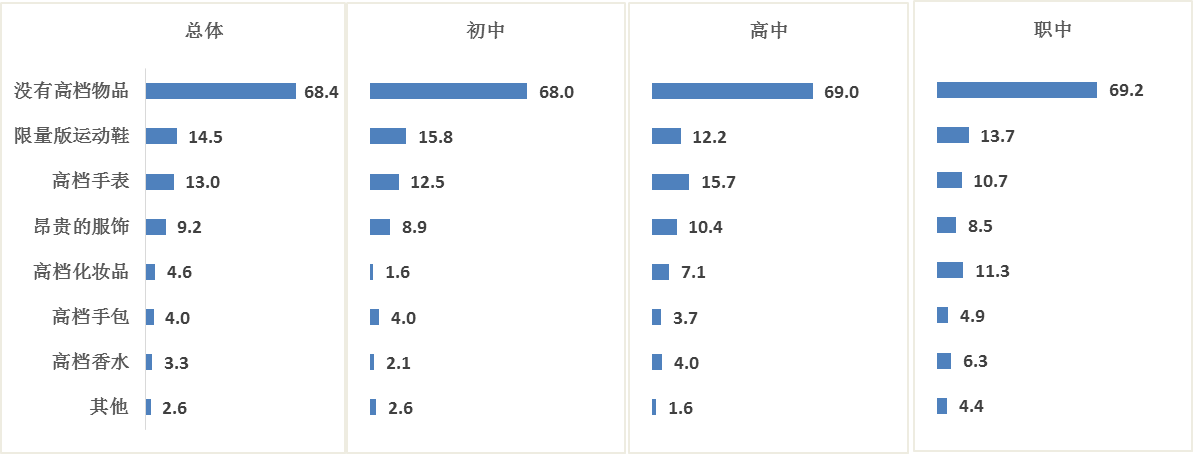 总体 初中 高中 职中
没有高档物品 68.4 68.0 69.0 69.2
限量版运动鞋 14.5 15.8 12.2 13.7
高档手表 13.0 12.5 15.7 10.7
昂贵的服饰 9.2 8.9 10.4 8.5
高档化妆品 4.6 1.6 7.1 11.3
高档手包 4.0 4.0 3.7 4.9
高档香水 3.3 2.1 4.0 6.3
其他 2.6 2.6 1.6 4.4